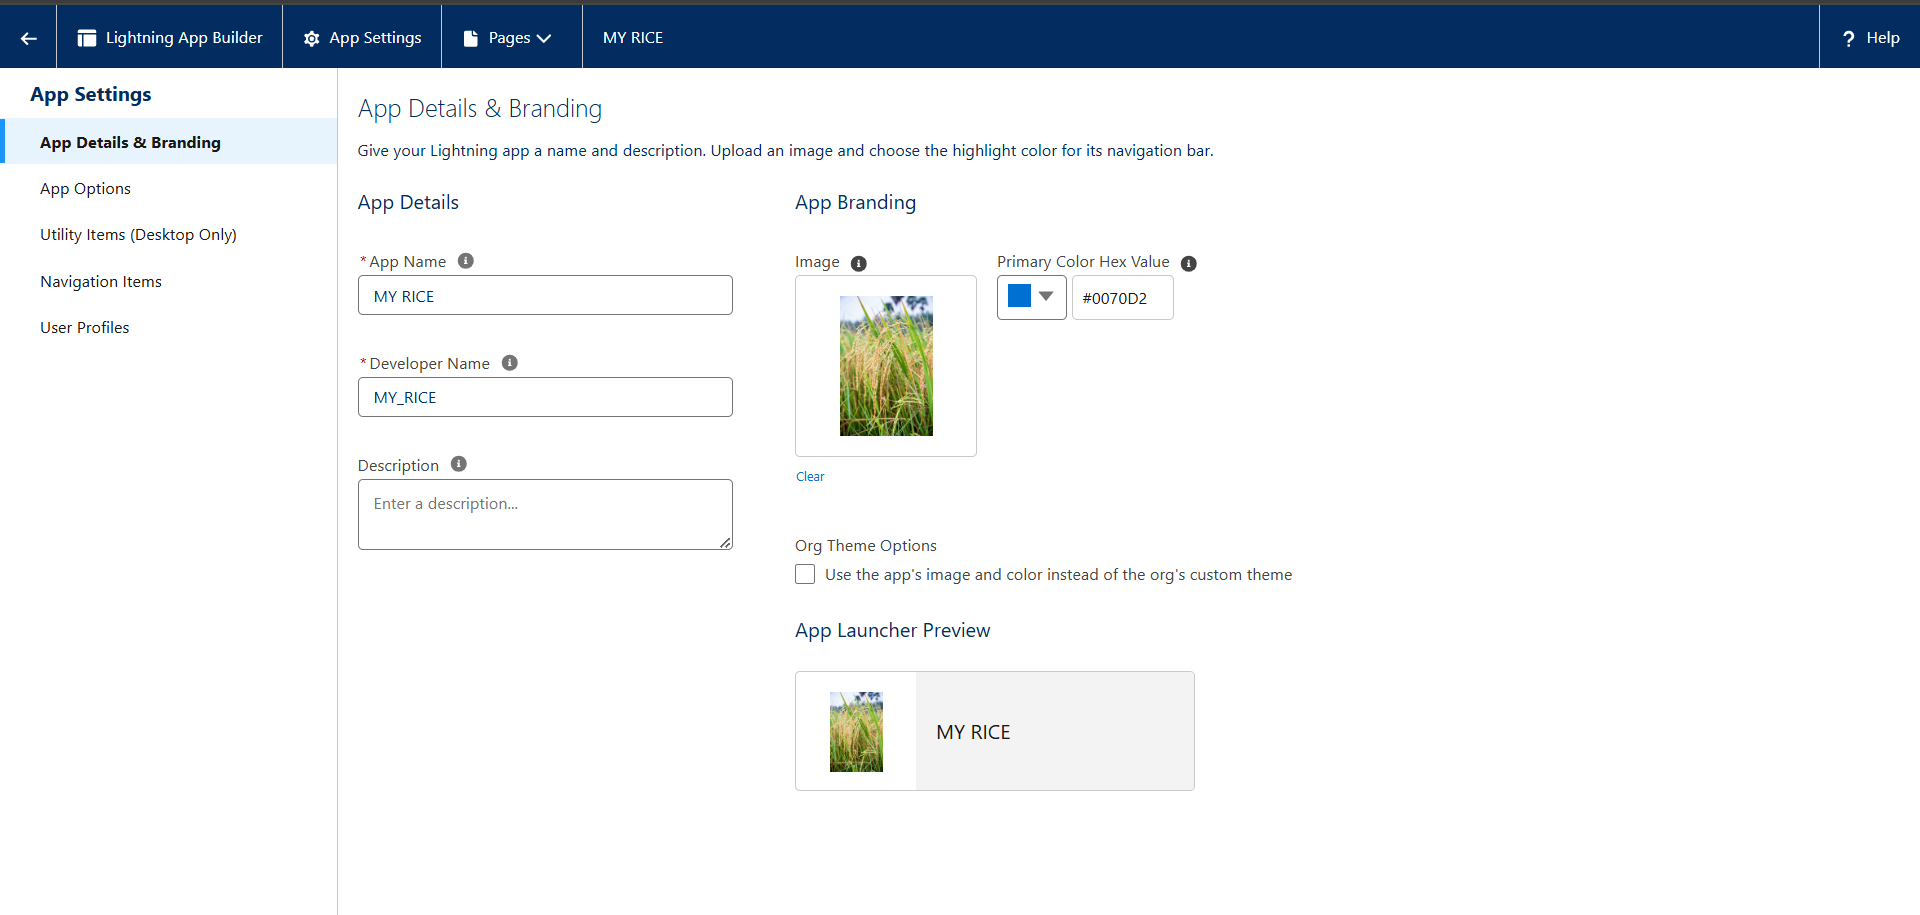 Lightning App Builder
App Settings
Pages
MY RICE
? Help
App Settings
App Details & Branding
App Options
Utility Items (Desktop Only)
Navigation Items
User Profiles
App Details & Branding
Give your Lightning app a name and description. Upload an image and choose the highlight color for its navigation bar.
App Details
* App Name
MY RICE
* Developer Name
MY_RICE
Description
Enter a description...
App Branding
Image
Primary Color Hex Value
#0070D2
Clear
Org Theme Options
Use the app's image and color instead of the org's custom theme
App Launcher Preview
MY RICE